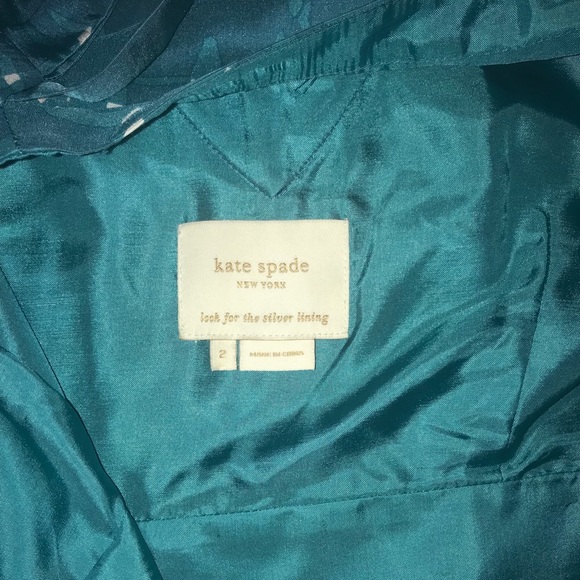 kate spade
NEW YORK
look for the silver lining
2
MADE IN CHINA